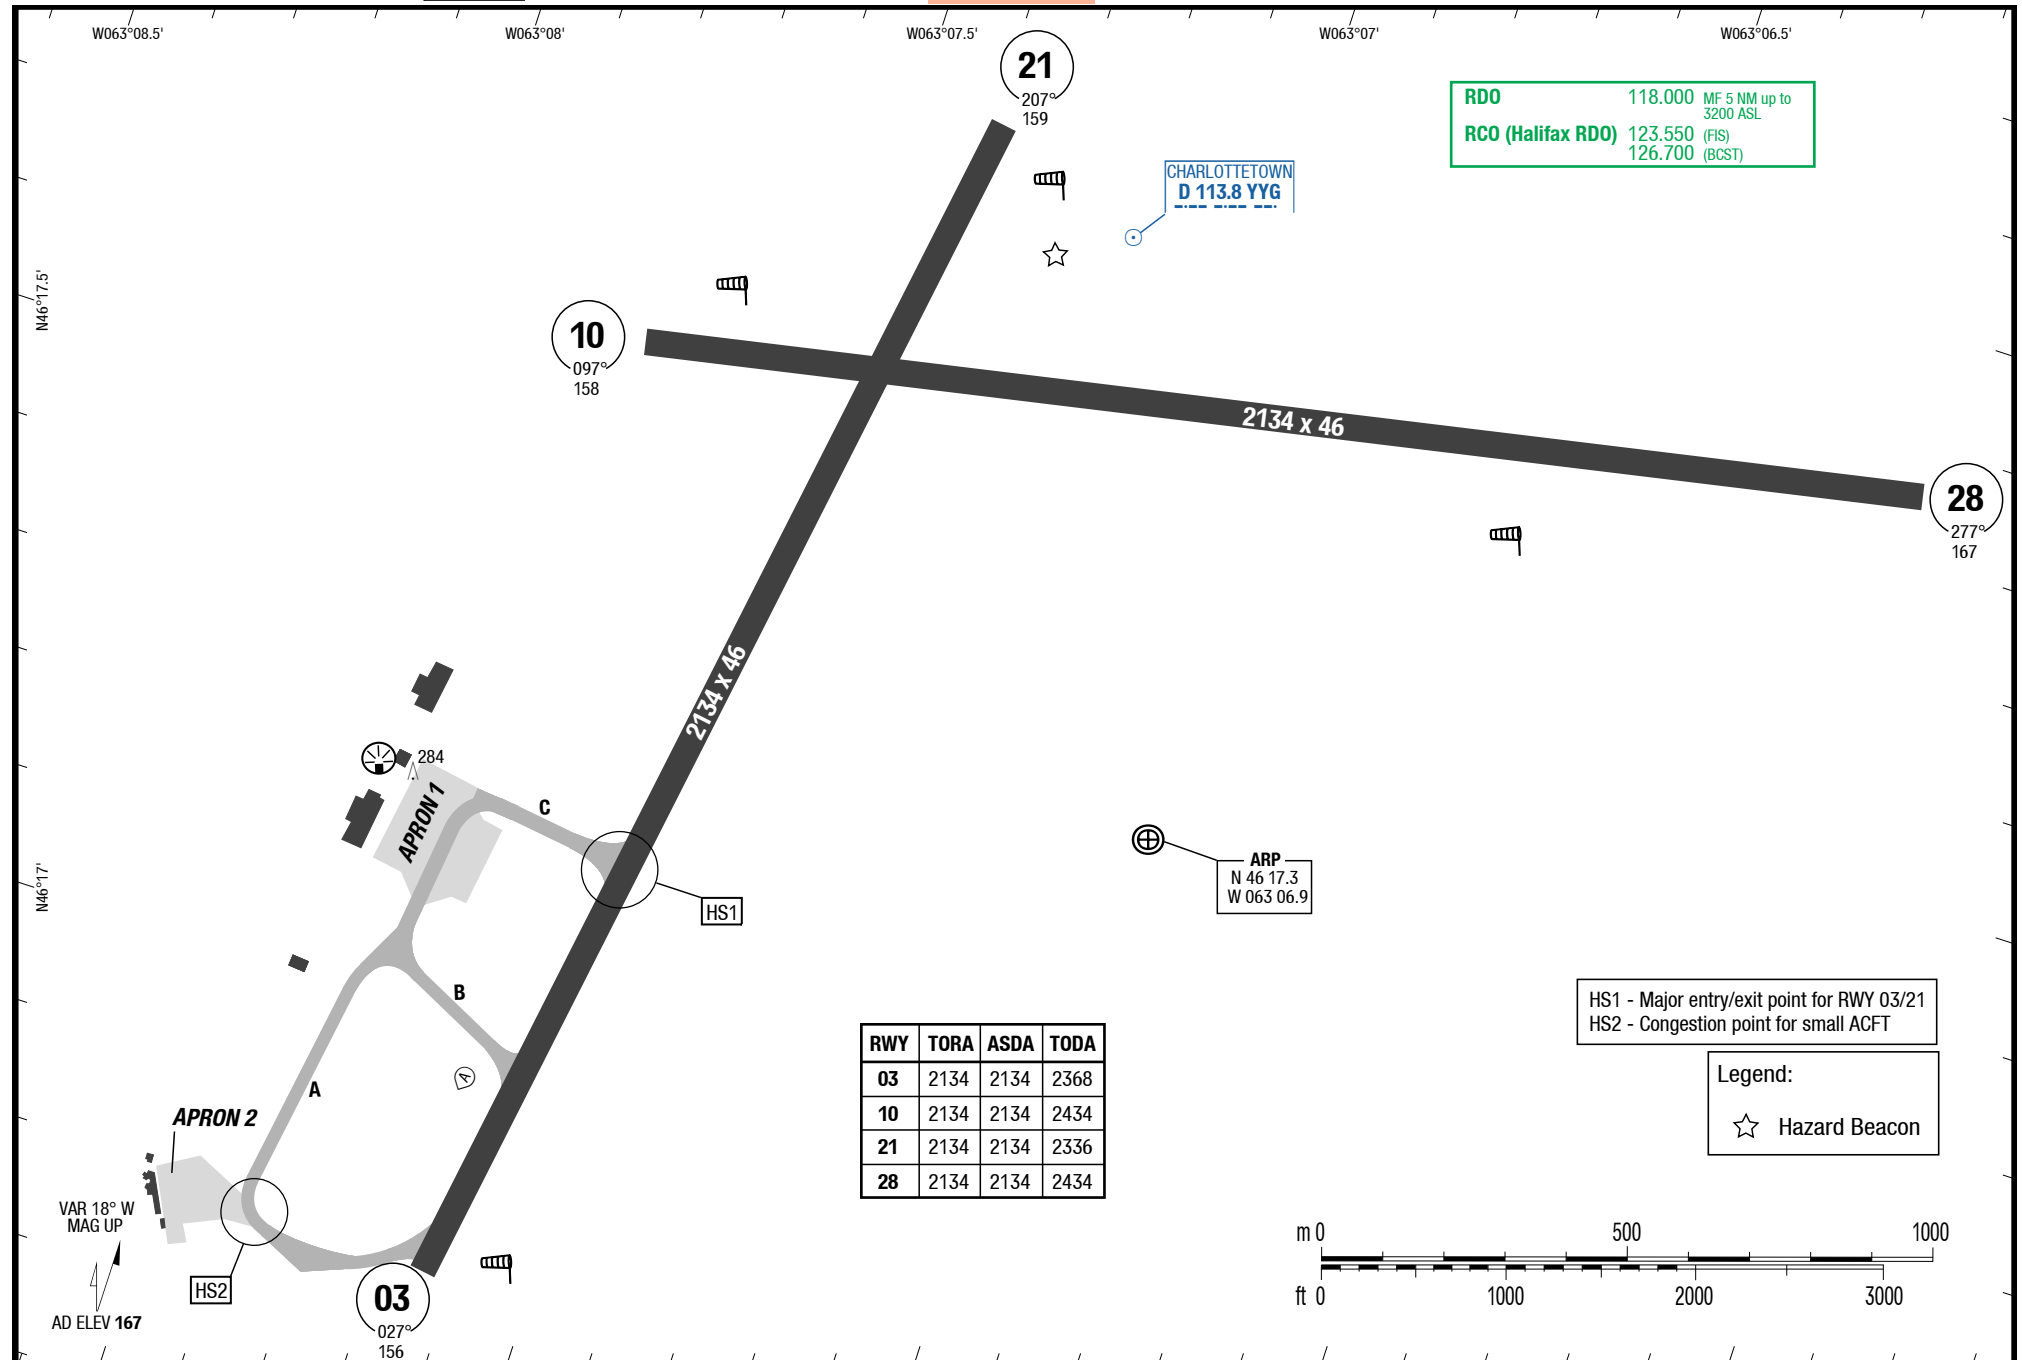 W063°08.5'
W063°08'
W063°07.5'
W063°07'
W063°06.5'
21
207°
159
RDO 118.000 MF 5 NM up to
3200 ASL
RCO (Halifax RDO) 123.550 (FIS)
126.700 (BCST)
CHARLOTTETOWN
D 113.8 YYG
N46°17.5'
10
097°
158
2134 x 46
28
277°
167
2134 x 46
284
APRON 1
C
ARP
N 46 17.3
W 063 06.9
N46°17'
HS1
B
HS1 - Major entry/exit point for RWY 03/21
HS2 - Congestion point for small ACFT
RWY TORA ASDA TODA
03 2134 2134 2368
10 2134 2134 2434
21 2134 2134 2336
28 2134 2134 2434
Legend:
Hazard Beacon
A
A
APRON 2
VAR 18° W
MAG UP
AD ELEV 167
HS2
03
027°
156
m 0 500 1000
ft 0 1000 2000 3000